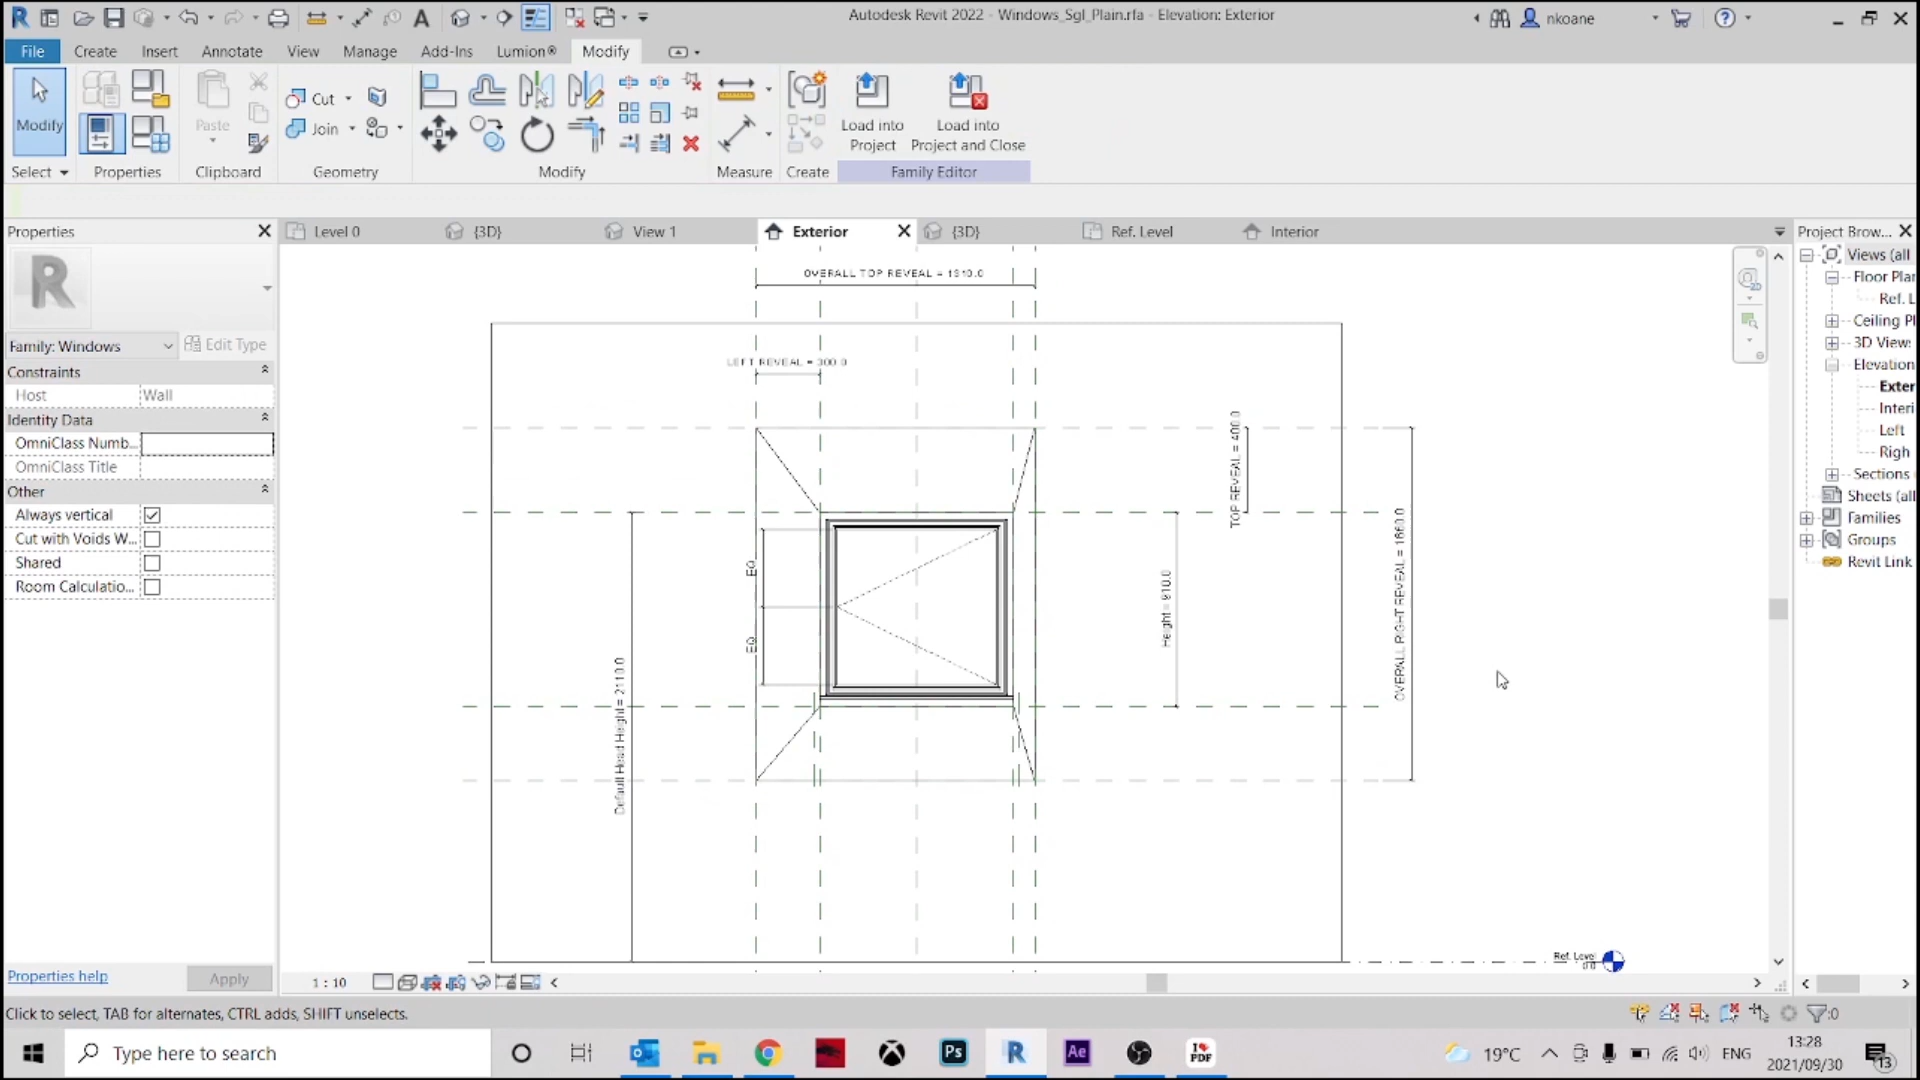 Autodesk Revit 2022 - Windows_Sgl_Plain.rfa - Elevation: Exterior
nkoane
File Create Insert Annotate View Manage Add-Ins Lumion® Modify
Modify
Paste
Cut
Join
Load into Project
Load into Project and Close
Select Properties Clipboard Geometry Modify Measure Create Family Editor
Properties
Level 0 {3D} View 1 Exterior {3D} Ref. Level Interior
Project Brow...
R
Family: Windows
Edit Type
Constraints
Host Wall
Identity Data
OmniClass Numb...
OmniClass Title
Other
Always vertical
Cut with Voids W...
Shared
Room Calculatio...
Properties help
Apply
OVERALL TOP REVEAL = 1310.0
LEFT REVEAL = 300.0
TOP REVEAL = 400.0
OVERALL RIGHT REVEAL = 1660.0
Height = 910.0
EQ
EQ
Default Head Height = 2110.0
Ref. Level
Views (all
Floor Plan
Ref. L
Ceiling Pl
3D View
Elevation
Exter
Interi
Left
Righ
Sections
Sheets (all
Families
Groups
Revit Link
1 : 10
Click to select, TAB for alternates, CTRL adds, SHIFT unselects.
:0
Type here to search
Ps
R
Ae
I
PDF
19°C
ENG
13:28
2021/09/30
13